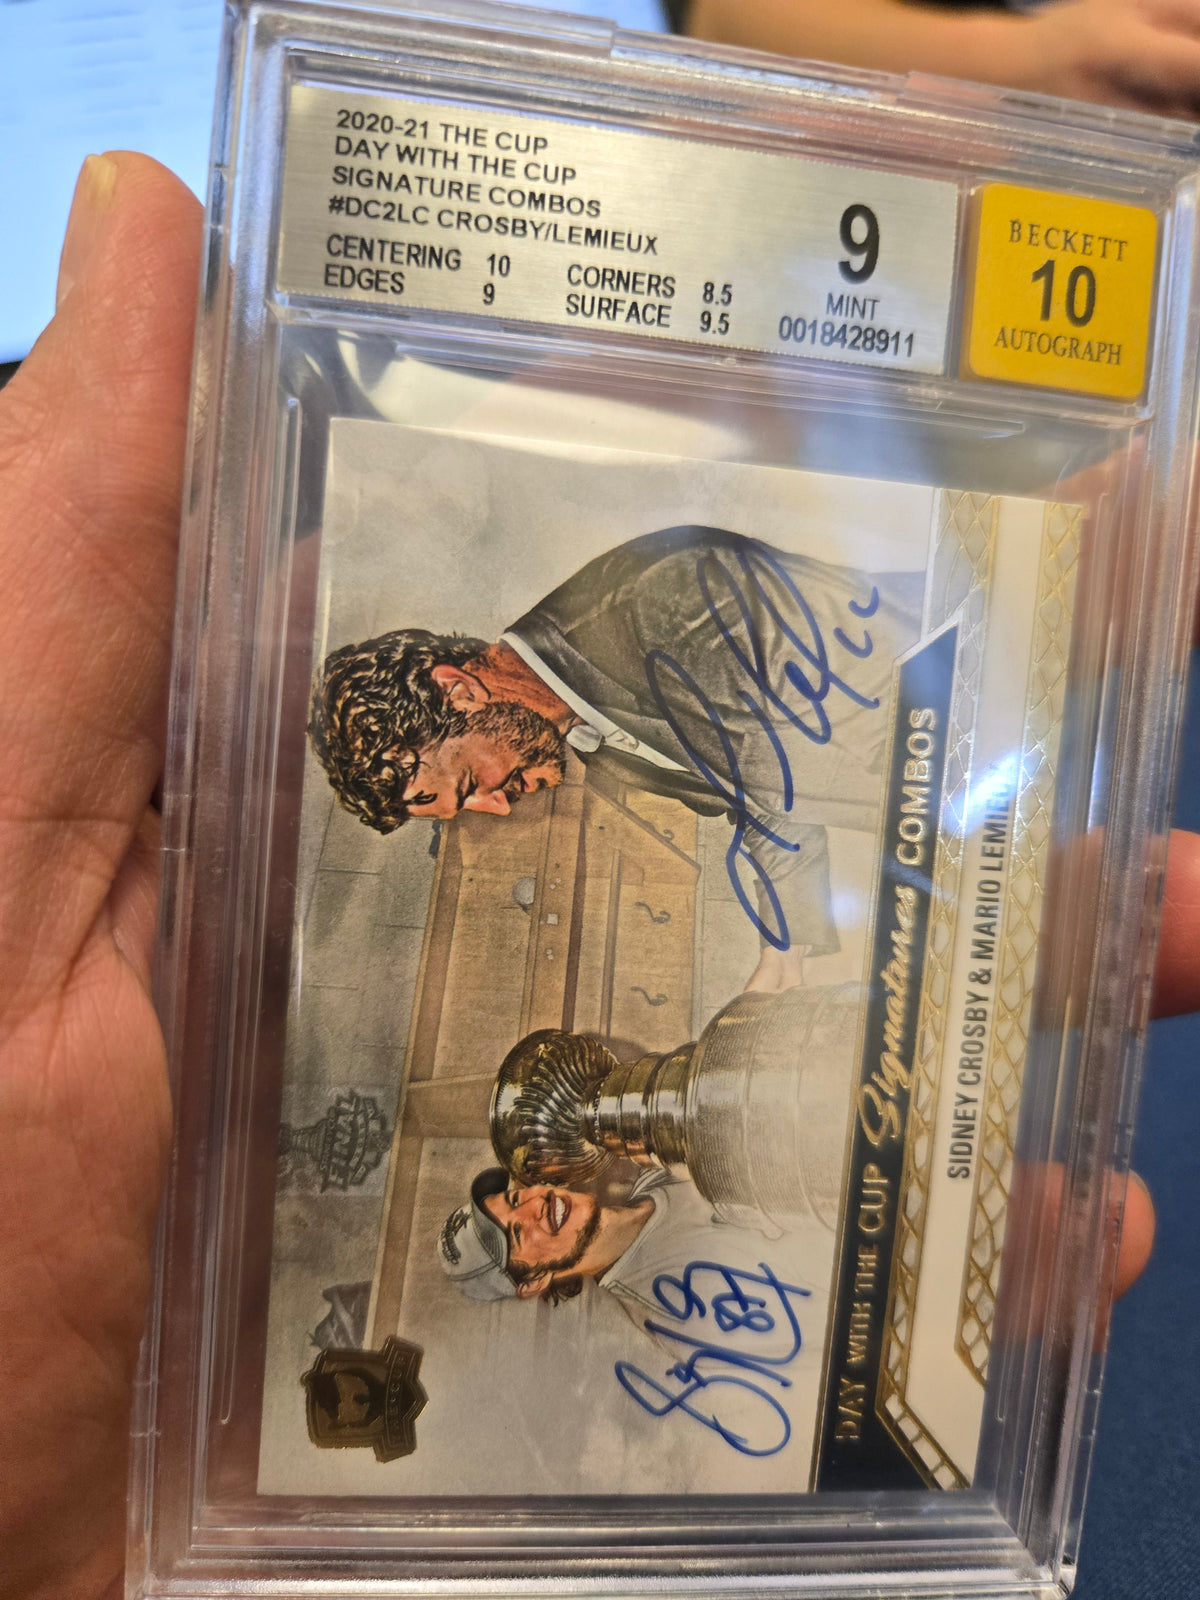 2020-21 THE CUP
DAY WITH THE CUP
SIGNATURE COMBOS
#DC2LC CROSBY/LEMIEUX
CENTERING 10 CORNERS 8.5
EDGES 9 SURFACE 9.5
9
MINT
0018428911
BECKETT
10
AUTOGRAPH
FINAL
87
DAY WITH THE CUP Signatures COMBOS
SIDNEY CROSBY & MARIO LEMIEUX